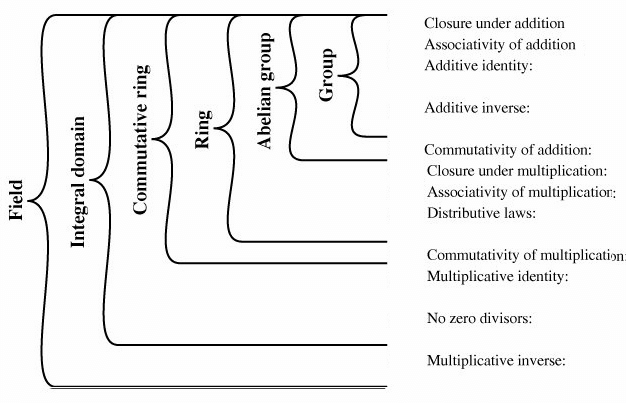 Field
Integral domain
Commutative ring
Ring
Abelian group
Group
Closure under addition
Associativity of addition
Additive identity:
Additive inverse:
Commutativity of addition:
Closure under multiplication:
Associativity of multiplication:
Distributive laws:
Commutativity of multiplication:
Multiplicative identity:
No zero divisors:
Multiplicative inverse: